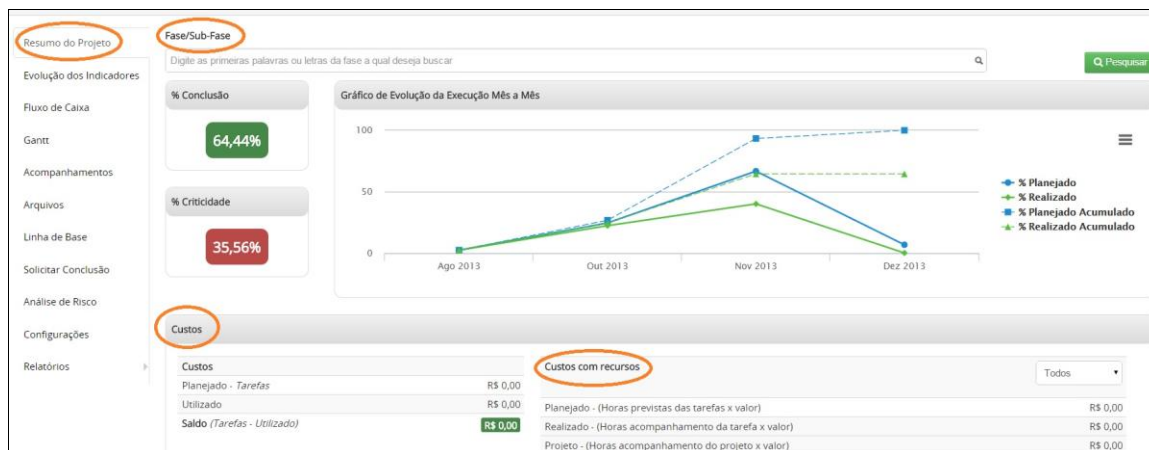 Resumo do Projeto
Evolução dos Indicadores
Fluxo de Caixa
Gantt
Acompanhamentos
Arquivos
Linha de Base
Solicitar Conclusão
Análise de Risco
Configurações
Relatórios
Fase/Sub-Fase
Digite as primeiras palavras ou letras da fase a qual deseja buscar
Pesquisar
% Conclusão
64,44%
% Criticidade
35,56%
Gráfico de Evolução da Execução Mês a Mês
100
50
0
Ago 2013 Out 2013 Nov 2013 Dez 2013
% Planejado
% Realizado
% Planejado Acumulado
% Realizado Acumulado
Custos
Custos
Planejado - Tarefas R$ 0,00
Utilizado R$ 0,00
Saldo (Tarefas - Utilizado) R$ 0,00
Custos com recursos Todos
Planejado - (Horas previstas das tarefas x valor) R$ 0,00
Realizado - (Horas acompanhamento da tarefa x valor) R$ 0,00
Projeto - (Horas acompanhamento do projeto x valor) R$ 0,00